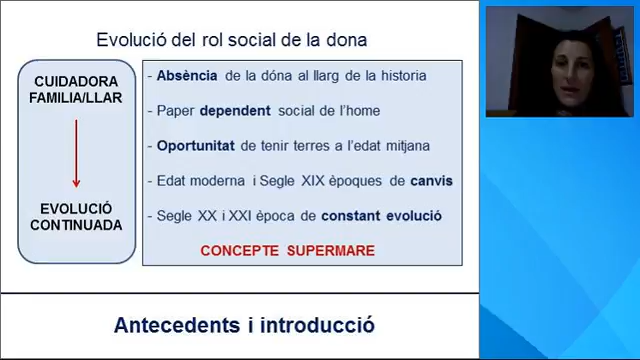 Evolució del rol social de la dona
CUIDADORA
FAMILIA/LLAR
EVOLUCIÓ
CONTINUADA
- Absència de la dóna al llarg de la historia
- Paper dependent social de l'home
- Oportunitat de tenir terres a l'edat mitjana
- Edat moderna i Segle XIX èpoques de canvis
- Segle XX i XXI època de constant evolució
CONCEPTE SUPERMARE
Antecedents i introducció